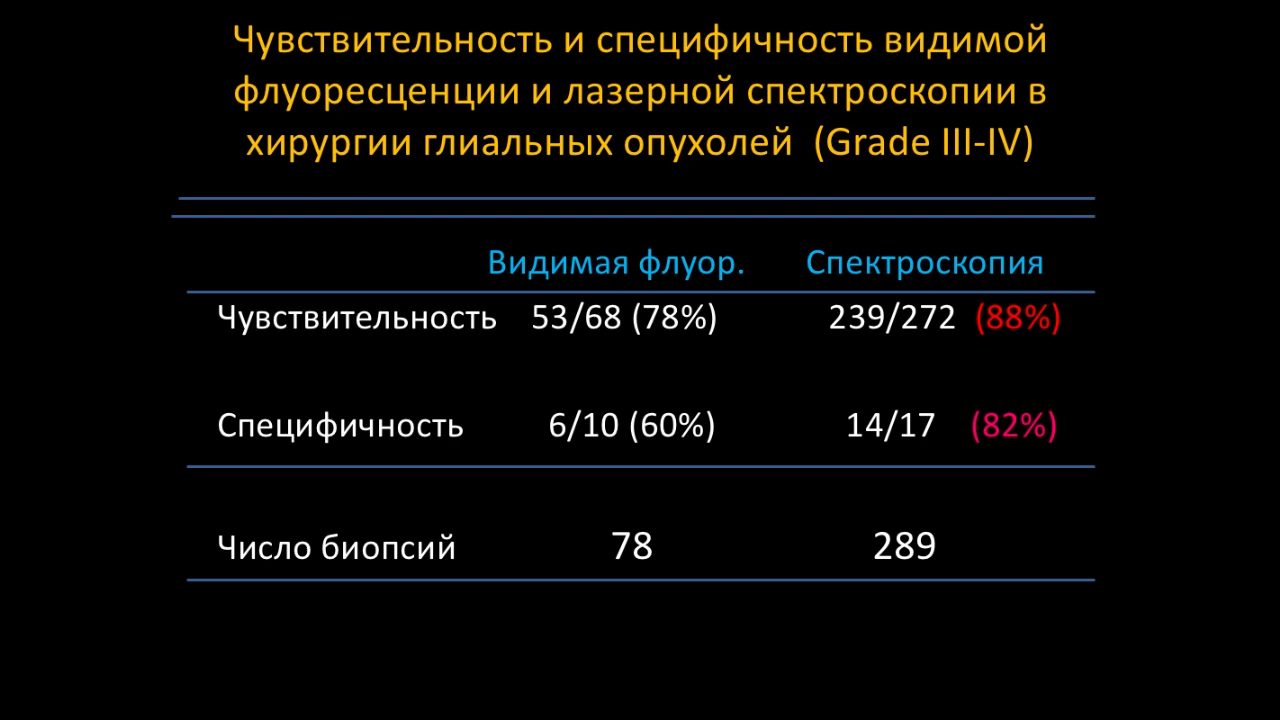 Чувствительность и специфичность видимой
флуоресценции и лазерной спектроскопии в
хирургии глиальных опухолей (Grade III-IV)
Видимая флуор. Спектроскопия
Чувствительность 53/68 (78%) 239/272 (88%)
Специфичность 6/10 (60%) 14/17 (82%)
Число биопсий 78 289